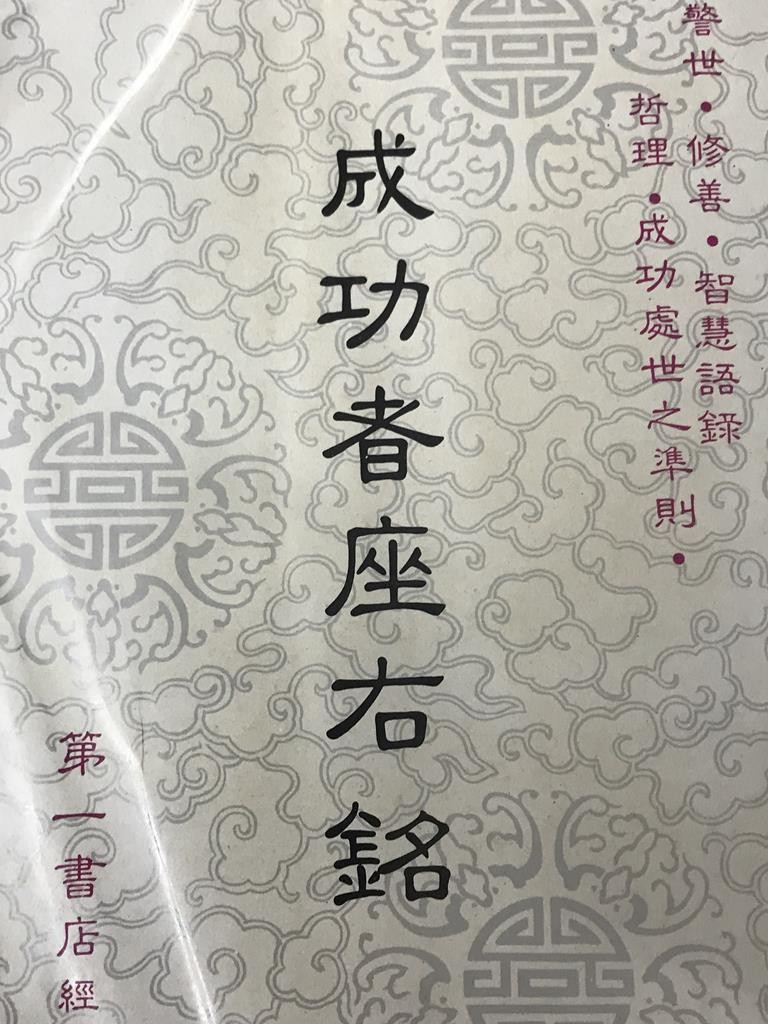 警世•修善•智慧語錄
哲理•成功處世之準則•
成功者座右銘
第一書店經